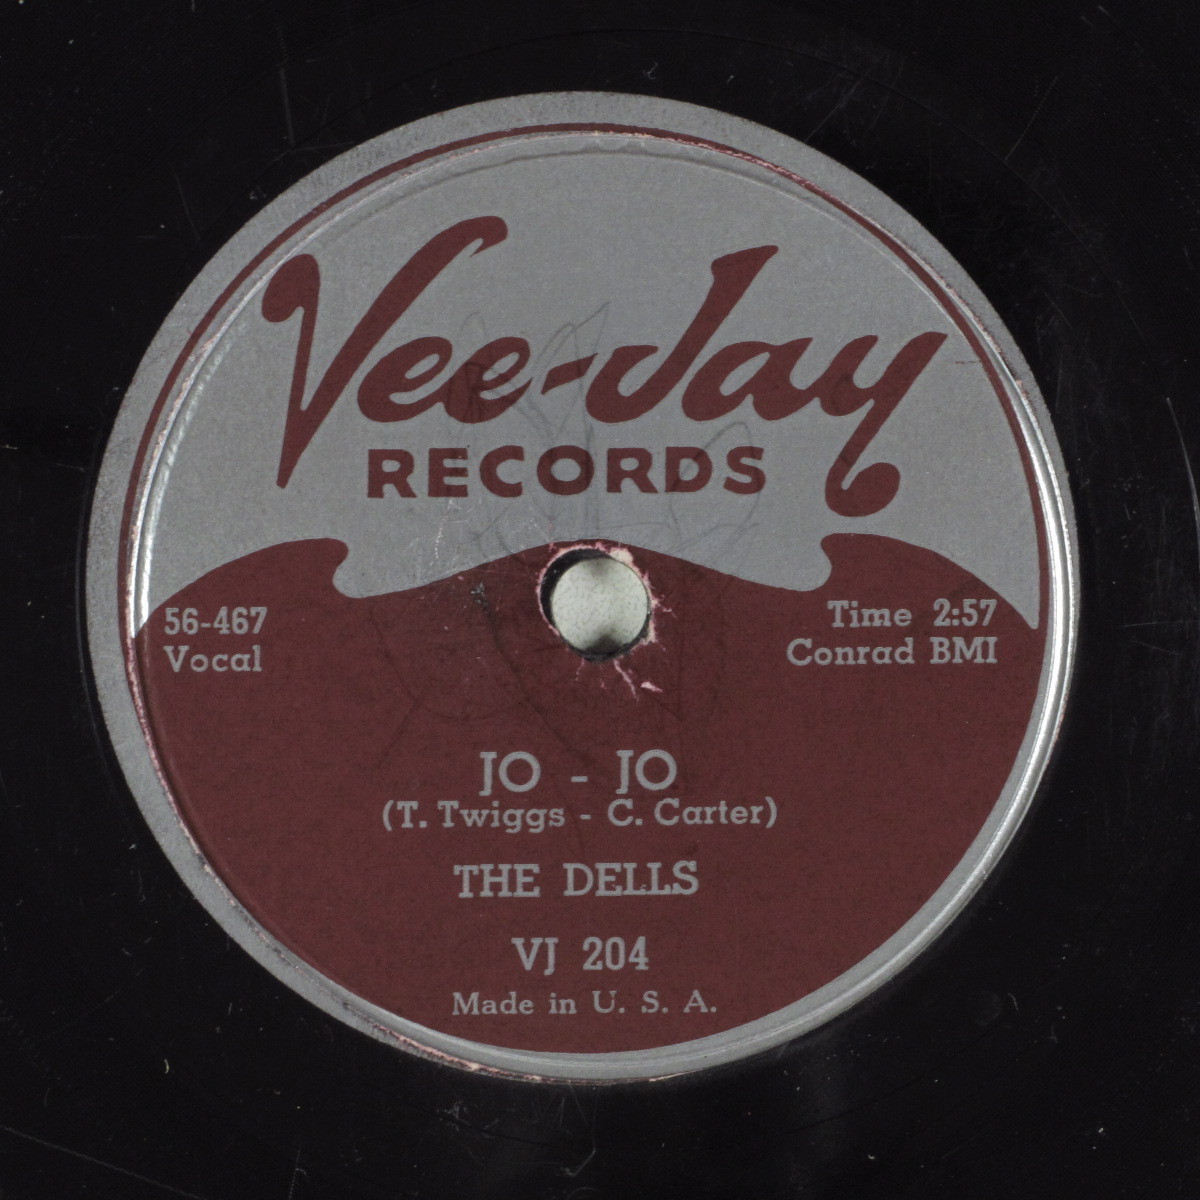 Vee-Jay
RECORDS
56-467
Vocal
Time 2:57
Conrad BMI
JO - JO
(T. Twiggs - C. Carter)
THE DELLS
VJ 204
Made in U. S. A.